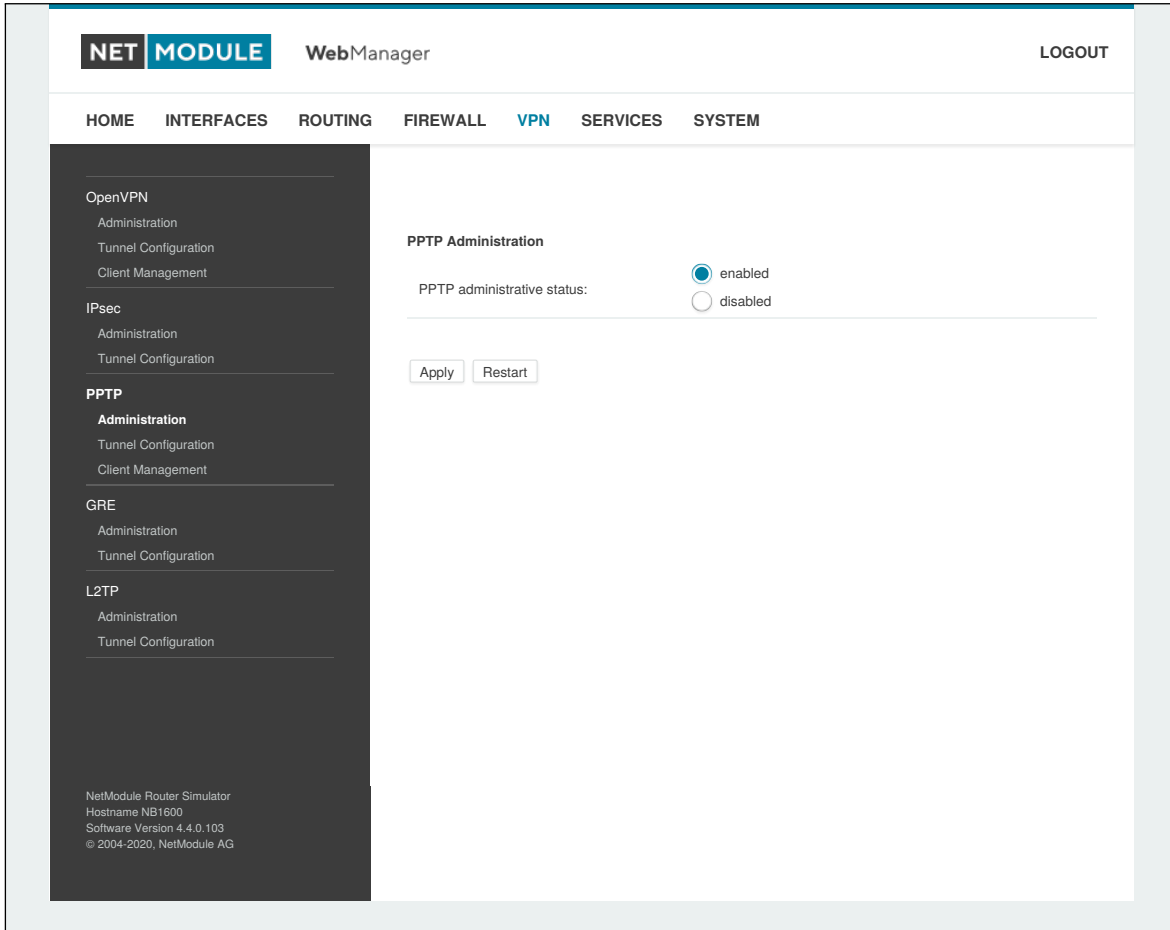 NET MODULE WebManager LOGOUT
HOME INTERFACES ROUTING FIREWALL VPN SERVICES SYSTEM
OpenVPN
Administration
Tunnel Configuration
Client Management
IPsec
Administration
Tunnel Configuration
PPTP
Administration
Tunnel Configuration
Client Management
GRE
Administration
Tunnel Configuration
L2TP
Administration
Tunnel Configuration
NetModule Router Simulator
Hostname NB1600
Software Version 4.4.0.103
© 2004-2020, NetModule AG
PPTP Administration
PPTP administrative status:
enabled
disabled
Apply Restart